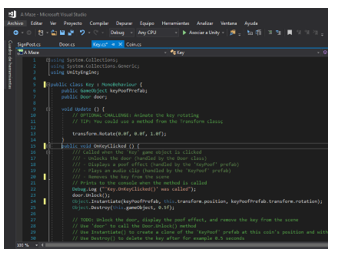 A Maze - Microsoft Visual Studio
Archivo Editar Ver Proyecto Compilar Depurar Equipo Herramientas Analizar Ventana Ayuda
Debug Any CPU Asociar a Unity
SignPost.cs Door.cs Key.cs Coin.cs
A Maze Key
using System.Collections;
using System.Collections.Generic;
using UnityEngine;
public class Key : MonoBehaviour {
public GameObject keyPoofPrefab;
public Door door;
void Update () {
// OPTIONAL-CHALLENGE: Animate the key rotating
// TIP: You could use a method from the Transform class
transform.Rotate(0.0f, 0.0f, 1.0f);
}
public void OnKeyClicked () {
/// Called when the 'Key' game object is clicked
/// - Unlocks the door (handled by the Door class)
/// - Displays a poof effect (handled by the 'KeyPoof' prefab)
/// - Plays an audio clip (handled by the 'KeyPoof' prefab)
/// - Removes the key from the scene
// Prints to the console when the method is called
Debug.Log ("'Key.OnKeyClicked()' was called");
door.Unlock();
Object.Instantiate(keyPoofPrefab, this.transform.position, keyPoofPrefab.transform.rotation);
Object.Destroy(this.gameObject, 0.5f);
// TODO: Unlock the door, display the poof effect, and remove the key from the scene
// Use 'door' to call the Door.Unlock() method
// Use Instantiate() to create a clone of the 'KeyPoof' prefab at this coin's position and with
// Use Destroy() to delete the key after for example 0.5 seconds